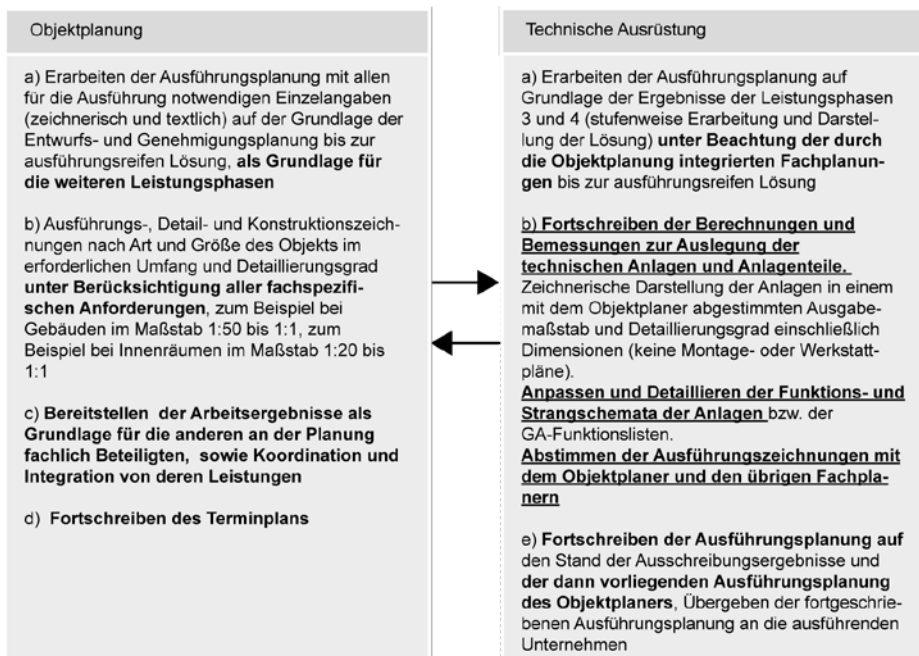 Objektplanung
a) Erarbeiten der Ausführungsplanung mit allen
für die Ausführung notwendigen Einzelangaben
(zeichnerisch und textlich) auf der Grundlage der
Entwurfs- und Genehmigungsplanung bis zur
ausführungsreifen Lösung, als Grundlage für
die weiteren Leistungsphasen
b) Ausführungs-, Detail- und Konstruktionszeich-
nungen nach Art und Größe des Objekts im
erforderlichen Umfang und Detaillierungsgrad
unter Berücksichtigung aller fachspezifi-
schen Anforderungen, zum Beispiel bei
Gebäuden im Maßstab 1:50 bis 1:1, zum
Beispiel bei Innenräumen im Maßstab 1:20 bis
1:1
c) Bereitstellen der Arbeitsergebnisse als
Grundlage für die anderen an der Planung
fachlich Beteiligten, sowie Koordination und
Integration von deren Leistungen
d) Fortschreiben des Terminplans
Technische Ausrüstung
a) Erarbeiten der Ausführungsplanung auf
Grundlage der Ergebnisse der Leistungsphasen
3 und 4 (stufenweise Erarbeitung und Darstel-
lung der Lösung) unter Beachtung der durch
die Objektplanung integrierten Fachplanun-
gen bis zur ausführungsreifen Lösung
b) Fortschreiben der Berechnungen und
Bemessungen zur Auslegung der
technischen Anlagen und Anlagenteile.
Zeichnerische Darstellung der Anlagen in einem
mit dem Objektplaner abgestimmten Ausgabe-
maßstab und Detaillierungsgrad einschließlich
Dimensionen (keine Montage- oder Werkstatt-
pläne).
Anpassen und Detaillieren der Funktions- und
Strangschemata der Anlagen bzw. der
GA-Funktionslisten.
Abstimmen der Ausführungszeichnungen mit
dem Objektplaner und den übrigen Fachpla-
nern
e) Fortschreiben der Ausführungsplanung auf
den Stand der Ausschreibungsergebnisse und
der dann vorliegenden Ausführungsplanung
des Objektplaners, Übergeben der fortgeschrie-
benen Ausführungsplanung an die ausführenden
Unternehmen